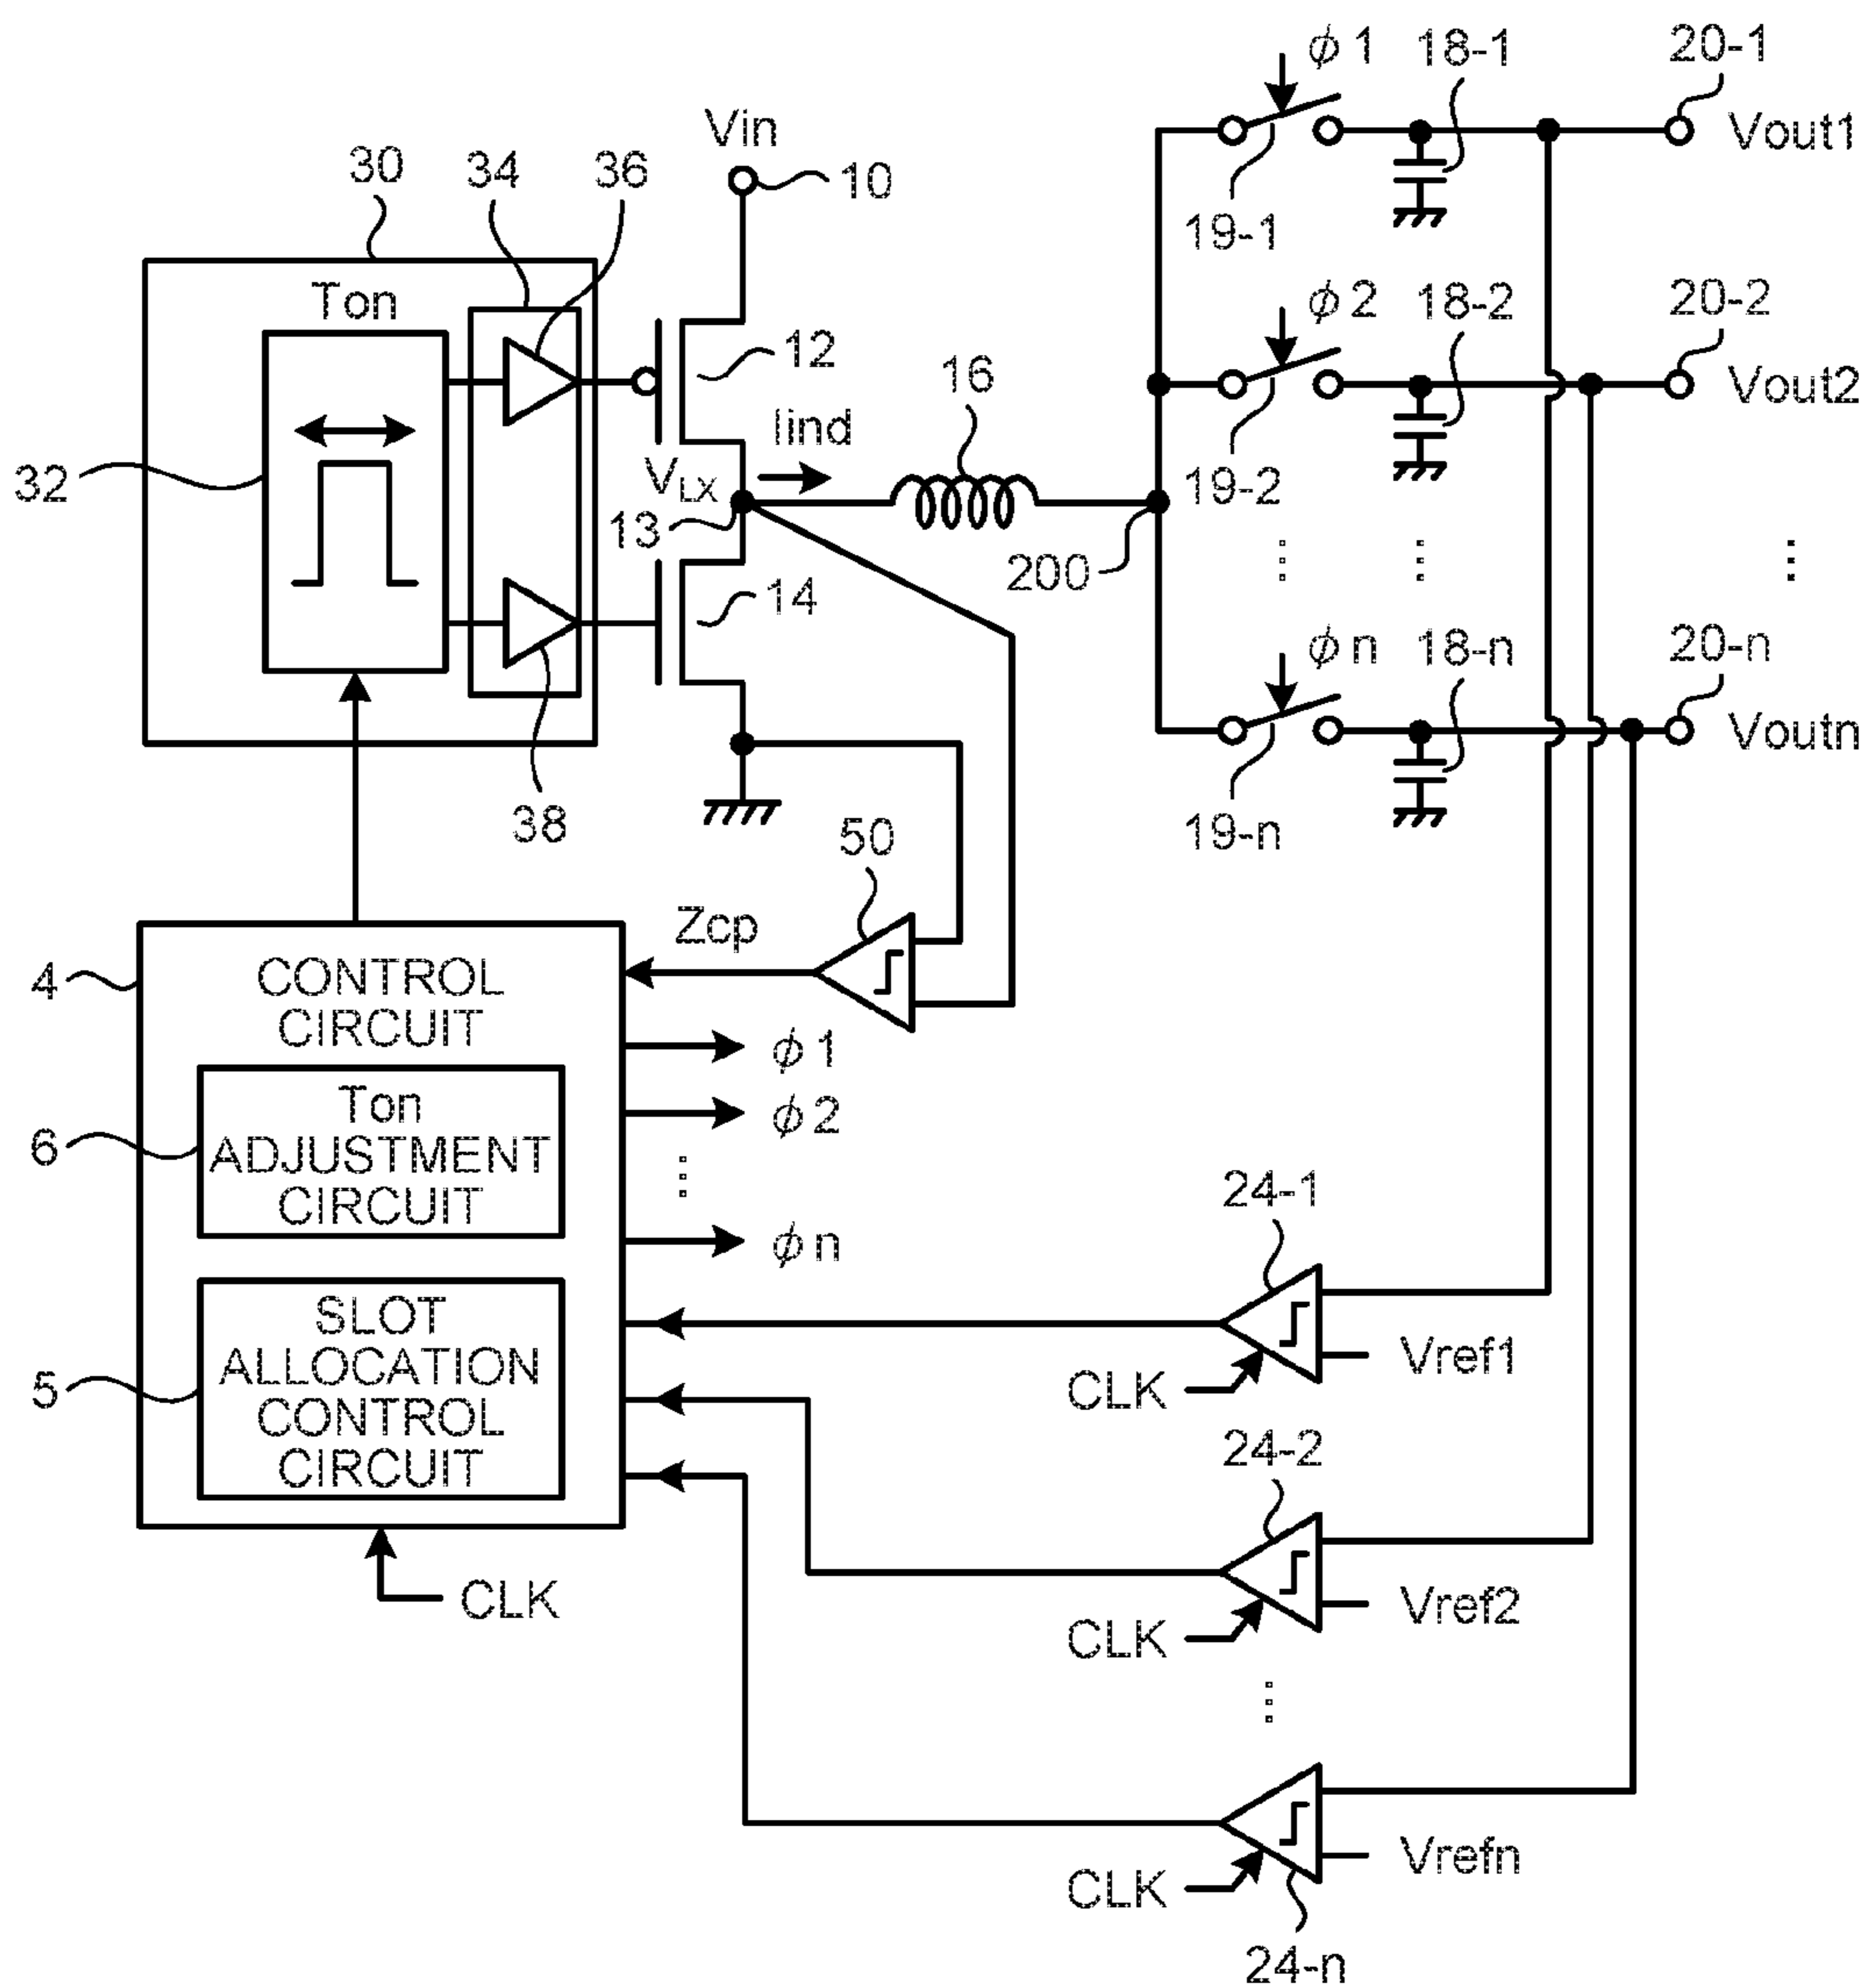 ϕ1
18-1
20-1
Vin
Vout1
30
34
36
10
19-1
Ton
ϕ2
18-2
20-2
12
16
Iind
Vout2
32
VLX
19-2
13
200
14
ϕn
18-n
20-n
Voutn
38
19-n
50
Zcp
4
CONTROL
CIRCUIT
ϕ1
Ton
ADJUSTMENT
CIRCUIT
6
ϕ2
ϕn
24-1
SLOT
ALLOCATION
CONTROL
CIRCUIT
5
Vref1
CLK
24-2
CLK
Vref2
CLK
Vrefn
CLK
24-n